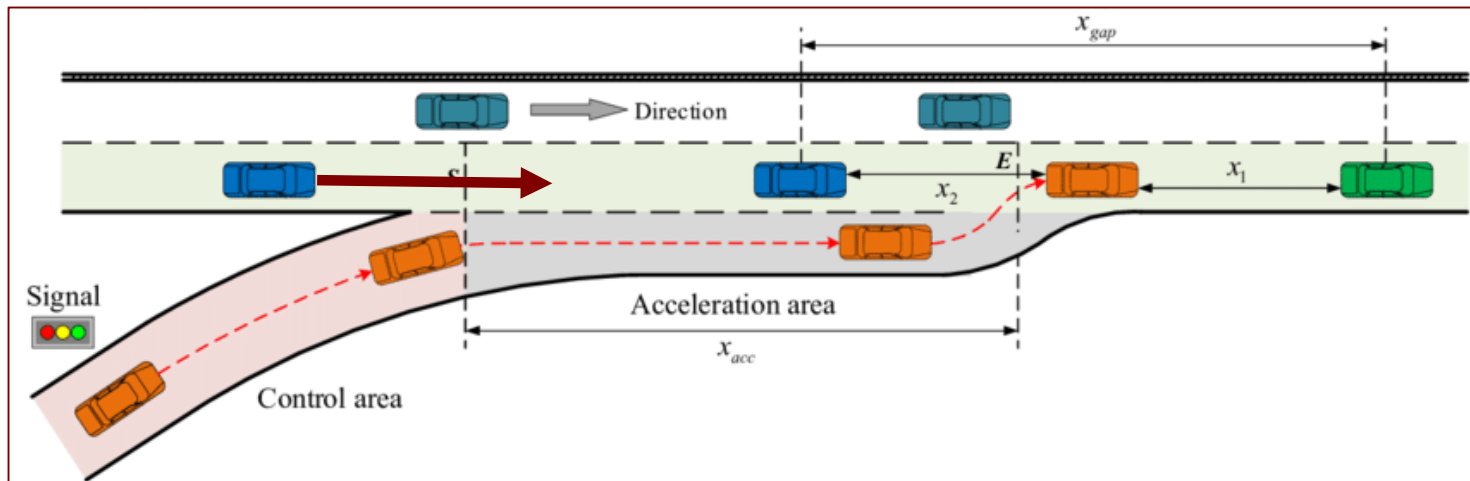 x_gap
Direction
S
E
x_2
x_1
Signal
Acceleration area
x_acc
Control area